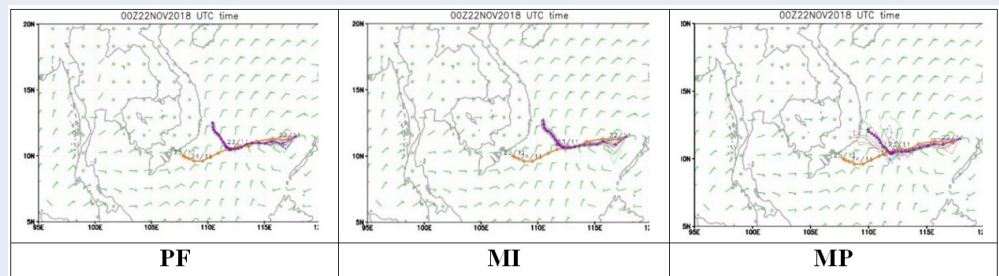 00Z22NOV2018 UTC time
20N
15N
10N
5N
95E
100E
105E
110E
115E
PF
00Z22NOV2018 UTC time
20N
15N
10N
5N
95E
100E
105E
110E
115E
MI
00Z22NOV2018 UTC time
15N
10N
5N
95E
100E
105E
110E
115E
MP